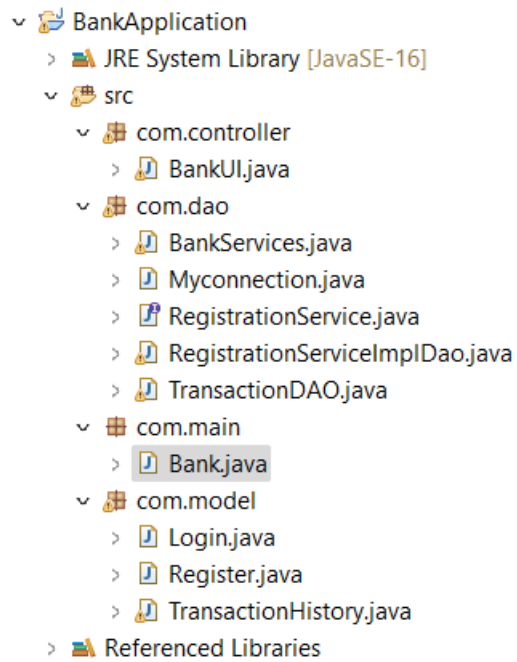 BankApplication
JRE System Library [JavaSE-16]
src
com.controller
BankUI.java
com.dao
BankServices.java
Myconnection.java
RegistrationService.java
RegistrationServiceImplDao.java
TransactionDAO.java
com.main
Bank.java
com.model
Login.java
Register.java
TransactionHistory.java
Referenced Libraries